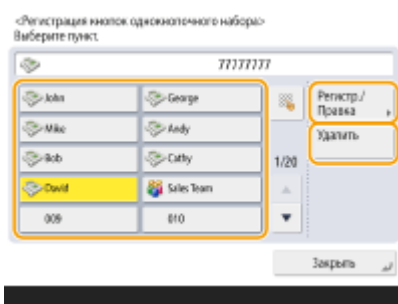 <Регистрация кнопок однокнопочного набора>
Выберите пункт.
77777777
John George Регистр./
Правка
Mike Andy Удалить
Bob Cathy 1/20
David Sales Team
009 010
Закрыть